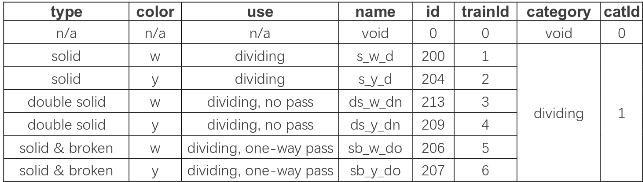 type color use name id trainId category catId
n/a n/a n/a void 0 0 void 0
solid w dividing s_w_d 200 1
solid y dividing s_y_d 204 2
double solid w dividing, no pass ds_w_dn 213 3
dividing 1
double solid y dividing, no pass ds_y_dn 209 4
solid & broken w dividing, one-way pass sb_w_do 206 5
solid & broken y dividing, one-way pass sb_y_do 207 6